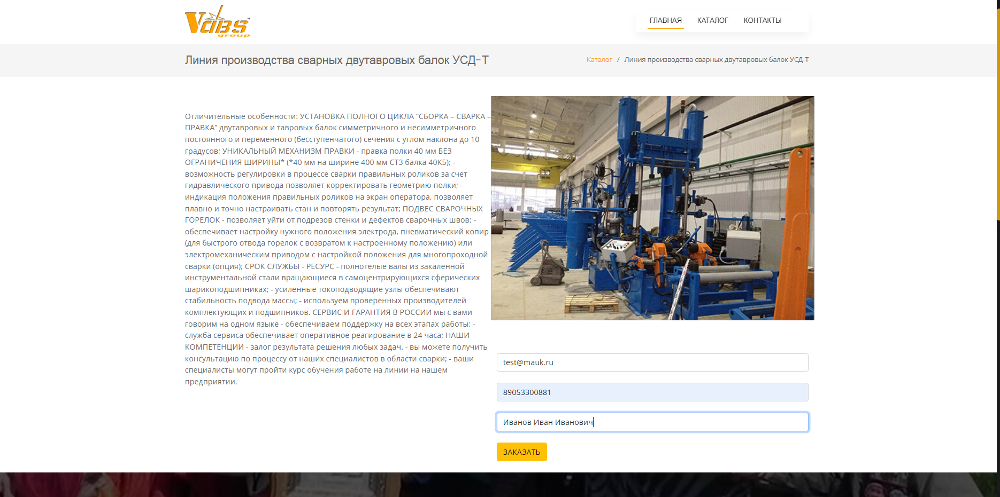 Vabs
group
ГЛАВНАЯ КАТАЛОГ КОНТАКТЫ
Линия производства сварных двутавровых балок УСД-Т
Каталог / Линия производства сварных двутавровых балок УСД-Т
Отличительные особенности: УСТАНОВКА ПОЛНОГО ЦИКЛА “СБОРКА – СВАРКА –
ПРАВКА” двутавровых и тавровых балок симметричного и несимметричного
постоянного и переменного (бесступенчатого) сечения с углом наклона до 10
градусов; УНИКАЛЬНЫЙ МЕХАНИЗМ ПРАВКИ - правка полки 40 мм БЕЗ
ОГРАНИЧЕНИЯ ШИРИНЫ* (*40 мм на ширине 400 мм СТ3 балка 40К5); -
возможность регулировки в процессе сварки правильных роликов за счет
гидравлического привода позволяет корректировать геометрию полки; -
индикация положения правильных роликов на экран оператора, позволяет
плавно и точно настраивать стан и повторять результат; ПОДВЕС СВАРОЧНЫХ
ГОРЕЛОК - позволяет уйти от подрезов стенки и дефектов сварочных швов; -
обеспечивает настройку нужного положения электрода, пневматический копир
(для быстрого отвода горелок с возвратом к настроенному положению) или
электромеханическим приводом с настройкой положения для многопроходной
сварки (опция); СРОК СЛУЖБЫ - РЕСУРС - полнотелые валы из закаленной
инструментальной стали вращающиеся в самоцентрирующихся сферических
шарикоподшипниках; - усиленные токоподводящие узлы обеспечивают
стабильность подвода массы; - используем проверенных производителей
комплектующих и подшипников. СЕРВИС И ГАРАНТИЯ В РОССИИ мы с вами
говорим на одном языке - обеспечиваем поддержку на всех этапах работы; -
служба сервиса обеспечивает оперативное реагирование в 24 часа; НАШИ
КОМПЕТЕНЦИИ - залог результата решения любых задач. - вы можете получить
консультацию по процессу от наших специалистов в области сварки; - ваши
специалисты могут пройти курс обучения работе на линии на нашем
предприятии.
test@mauk.ru
89053300881
Иванов Иван Иванович
ЗАКАЗАТЬ